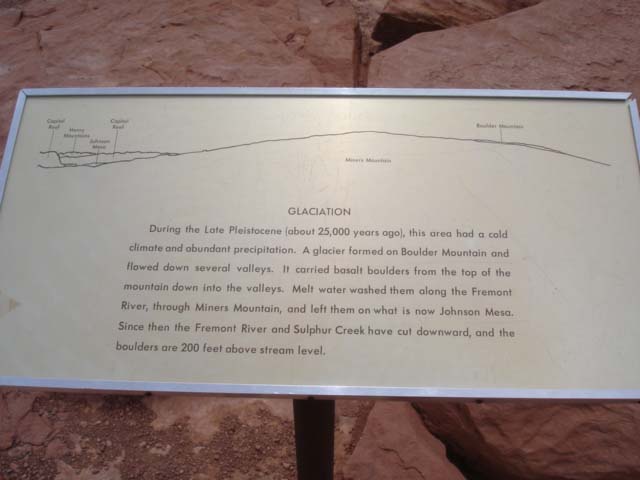 Capitol Reef
Henry Mountains
Johnson Mesa
Capitol Reef
Miners Mountain
Boulder Mountain
GLACIATION
During the Late Pleistocene (about 25,000 years ago), this area had a cold
climate and abundant precipitation. A glacier formed on Boulder Mountain and
flowed down several valleys. It carried basalt boulders from the top of the
mountain down into the valleys. Melt water washed them along the Fremont
River, through Miners Mountain, and left them on what is now Johnson Mesa.
Since then the Fremont River and Sulphur Creek have cut downward, and the
boulders are 200 feet above stream level.